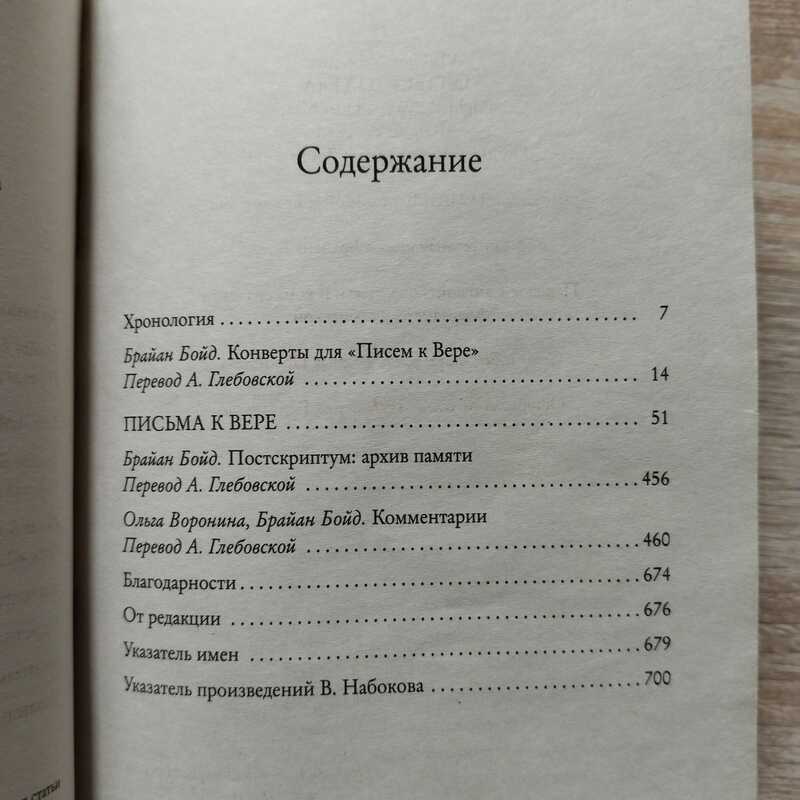 Содержание
Хронология . . . . . . . . . . . . . . . . . . . . . . . . . . . . . . . . . . 7
Брайан Бойд. Конверты для «Писем к Вере»
Перевод А. Глебовской . . . . . . . . . . . . . . . . . . . . . . . . . . 14
ПИСЬМА К ВЕРЕ . . . . . . . . . . . . . . . . . . . . . . . . . . . . 51
Брайан Бойд. Постскриптум: архив памяти
Перевод А. Глебовской . . . . . . . . . . . . . . . . . . . . . . . . . . 456
Ольга Воронина, Брайан Бойд. Комментарии
Перевод А. Глебовской . . . . . . . . . . . . . . . . . . . . . . . . . . 460
Благодарности . . . . . . . . . . . . . . . . . . . . . . . . . . . . . . . . 674
От редакции . . . . . . . . . . . . . . . . . . . . . . . . . . . . . . . . . 676
Указатель имен . . . . . . . . . . . . . . . . . . . . . . . . . . . . . . . 679
Указатель произведений В. Набокова . . . . . . . . . . . . . . . . . 700
статьи